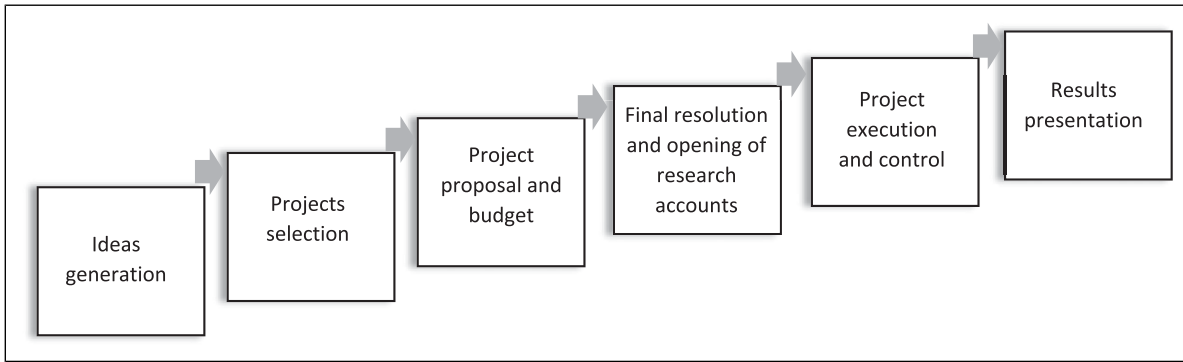 Ideas
generation
Projects
selection
Project
proposal and
budget
Final resolution
and opening of
research
accounts
Project
execution
and control
Results
presentation